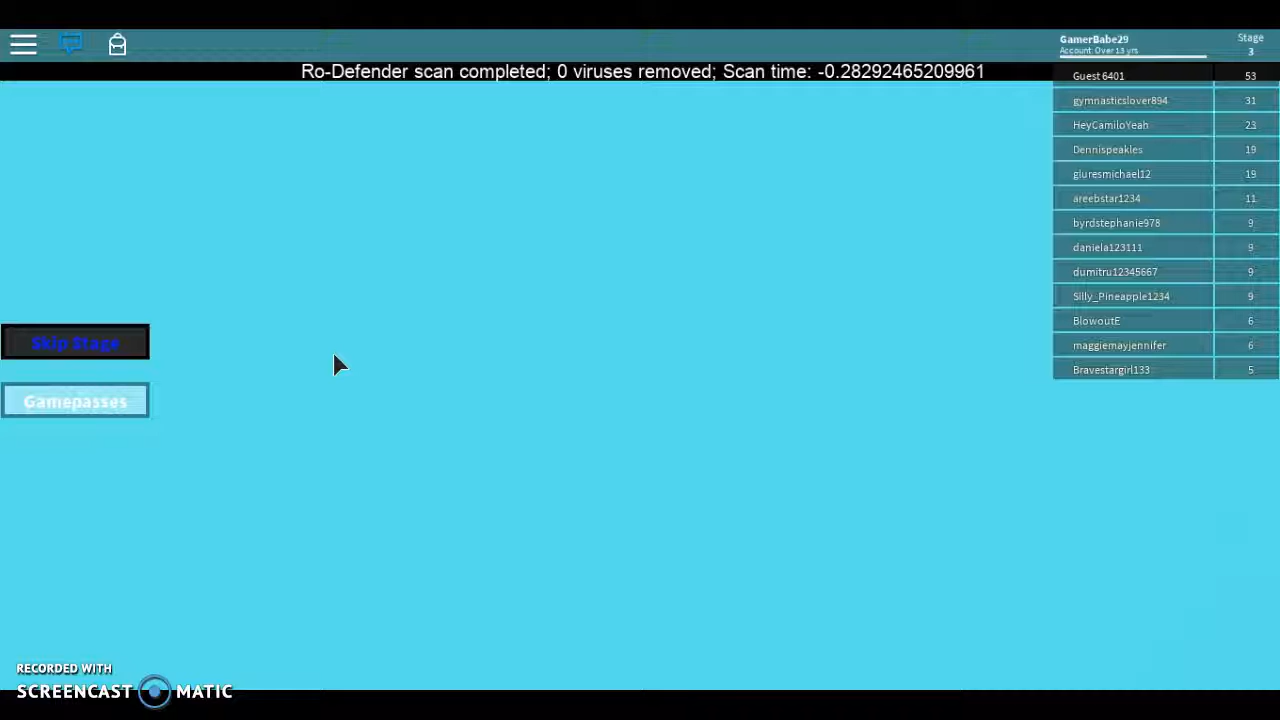 GamerBabe29
Account: Over 13 yrs
Stage
3
Ro-Defender scan completed; 0 viruses removed; Scan time: -0.28292465209961
Guest 6401 53
gymnasticslover894 31
HeyCamiloYeah 23
Dennispeakles 19
gluresmichael12 19
areebstar1234 11
byrdstephanie978 9
daniela123111 9
dumitru12345667 9
Silly_Pineapple1234 9
BlowoutE 6
maggiemayjennifer 6
Bravestargirl133 5
Skip Stage
Gamepasses
RECORDED WITH
SCREENCAST MATIC